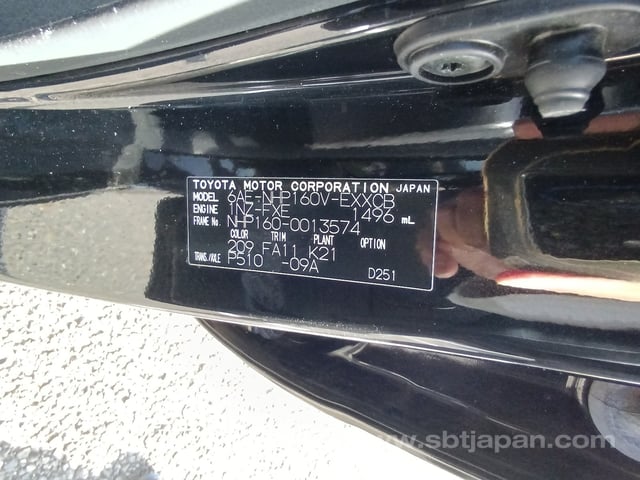 TOYOTA MOTOR CORPORATION JAPAN
MODEL 6AE-NHP160V-EXXCB
ENGINE 1NZ-FXE 1496 mL
FRAME No. NHP160-0013574
COLOR TRIM PLANT OPTION
209 FA11 K21
TRANS./AXLE P510 -09A
D251
www.sbtjapan.com